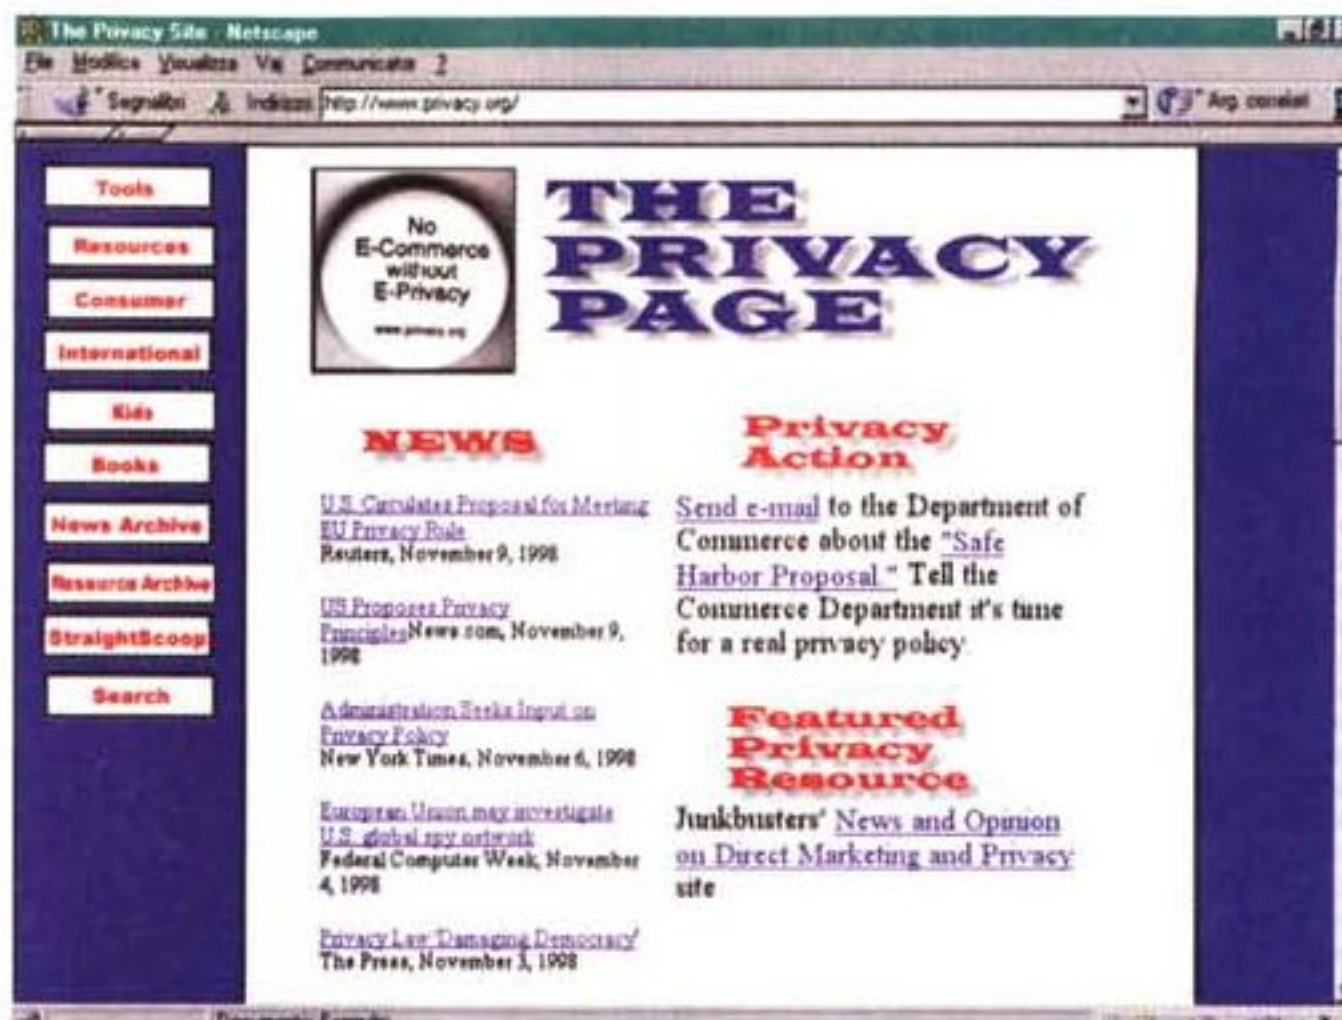 The Privacy Site - Netscape
File Modifica Visualizza Vai Communicator ?
Segnalibri Indirizzo http://www.privacy.org/ Arg. correlati
Tools
Resources
Consumer
International
Kids
Books
News Archive
Resource Archive
StraightScoop
Search
No
E-Commerce
without
E-Privacy
www.privacy.org
THE
PRIVACY
PAGE
NEWS
U.S. Circulates Proposal for Meeting
EU Privacy Rule
Reuters, November 9, 1998
US Proposes Privacy
Principles News.com, November 9,
1998
Administration Seeks Input on
Privacy Policy
New York Times, November 6, 1998
European Union may investigate
U.S. global spy network
Federal Computer Week, November
4, 1998
Privacy Law 'Damaging Democracy'
The Press, November 3, 1998
Privacy
Action
Send e-mail to the Department of
Commerce about the "Safe
Harbor Proposal." Tell the
Commerce Department it's time
for a real privacy policy
Featured
Privacy
Resource
Junkbusters' News and Opinion
on Direct Marketing and Privacy
site